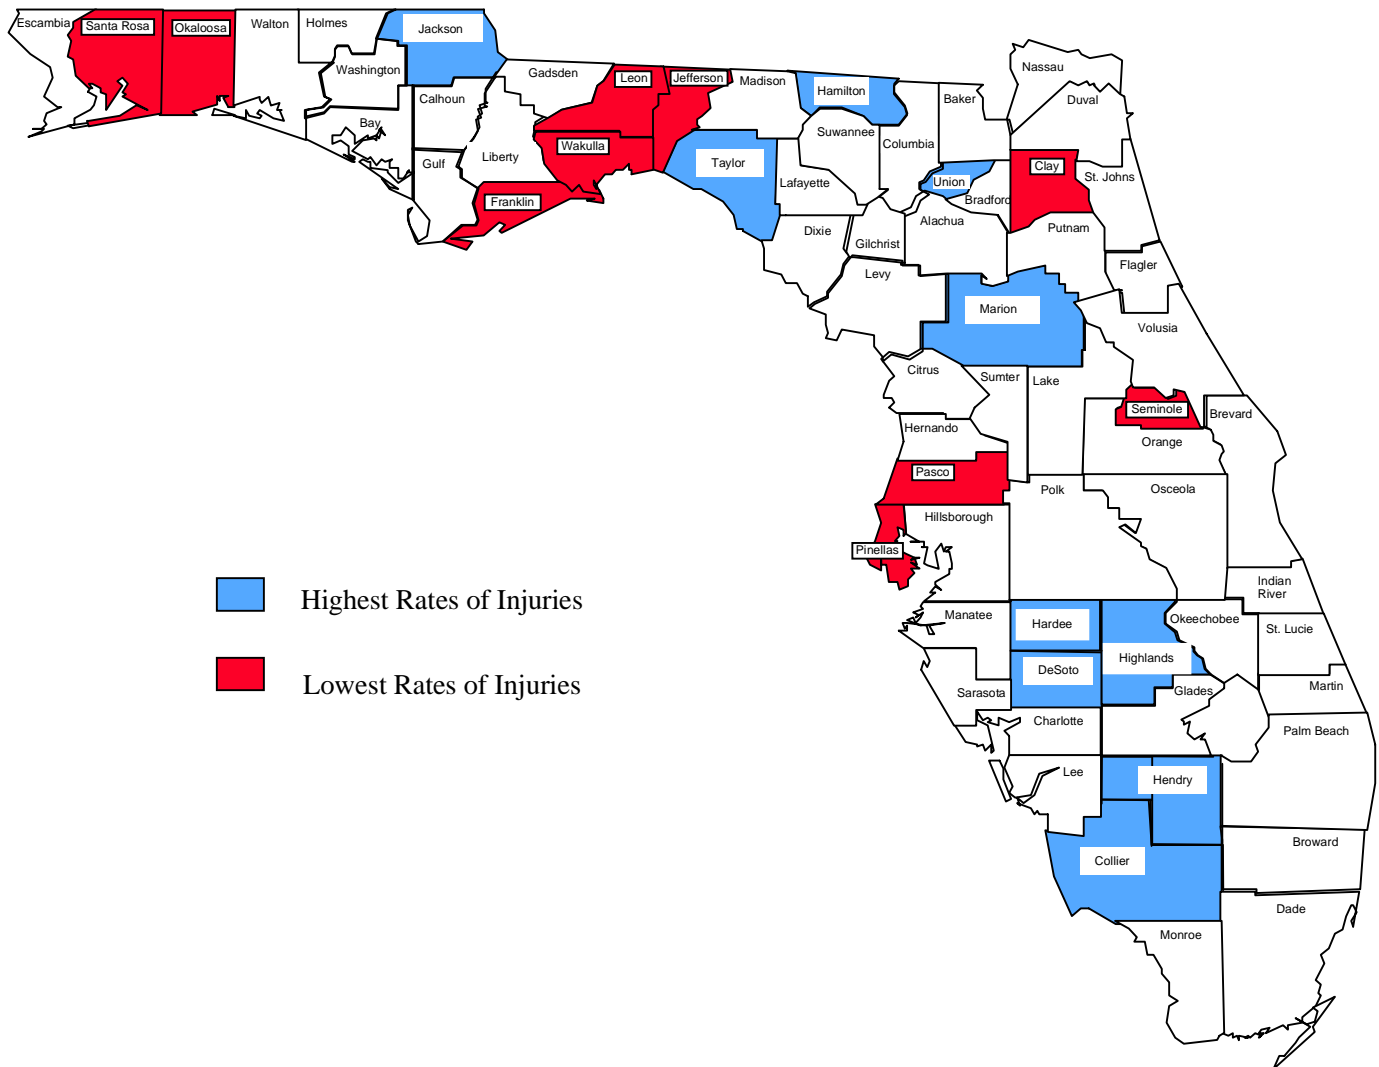 Escambia
Santa Rosa
Okaloosa
Walton
Holmes
Jackson
Washington
Gadsden
Leon
Jefferson
Madison
Hamilton
Nassau
Baker
Duval
Calhoun
Bay
Suwannee
Columbia
Wakulla
Liberty
Gulf
Taylor
Lafayette
Union
Clay
St. Johns
Bradford
Franklin
Dixie
Gilchrist
Alachua
Putnam
Levy
Flagler
Marion
Volusia
Citrus
Sumter
Lake
Seminole
Brevard
Hernando
Orange
Pasco
Polk
Osceola
Hillsborough
Pinellas
Highest Rates of Injuries
Indian
River
Manatee
Hardee
Okeechobee
St. Lucie
Highlands
DeSoto
Lowest Rates of Injuries
Sarasota
Glades
Martin
Charlotte
Palm Beach
Lee
Hendry
Broward
Collier
Dade
Monroe